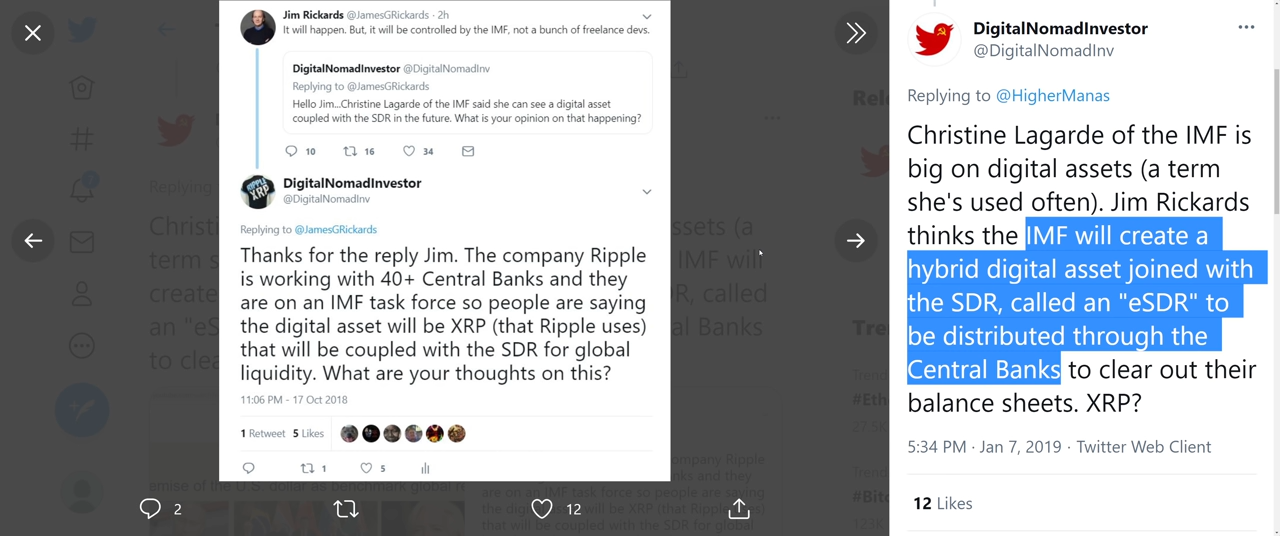 Jim Rickards @JamesGRickards · 2h
It will happen. But, it will be controlled by the IMF, not a bunch of freelance devs.
DigitalNomadInvestor @DigitalNomadInv
Replying to @JamesGRickards
Hello Jim...Christine Lagarde of the IMF said she can see a digital asset
coupled with the SDR in the future. What is your opinion on that happening?
10 16 34
DigitalNomadInvestor
@DigitalNomadInv
Replying to @JamesGRickards
Thanks for the reply Jim. The company Ripple
is working with 40+ Central Banks and they
are on an IMF task force so people are saying
the digital asset will be XRP (that Ripple uses)
that will be coupled with the SDR for global
liquidity. What are your thoughts on this?
11:06 PM - 17 Oct 2018
1 Retweet 5 Likes
1 5
2 12
DigitalNomadInvestor
@DigitalNomadInv
Replying to @HigherManas
Christine Lagarde of the IMF is
big on digital assets (a term
she's used often). Jim Rickards
thinks the IMF will create a
hybrid digital asset joined with
the SDR, called an "eSDR" to
be distributed through the
Central Banks to clear out their
balance sheets. XRP?
5:34 PM · Jan 7, 2019 · Twitter Web Client
12 Likes